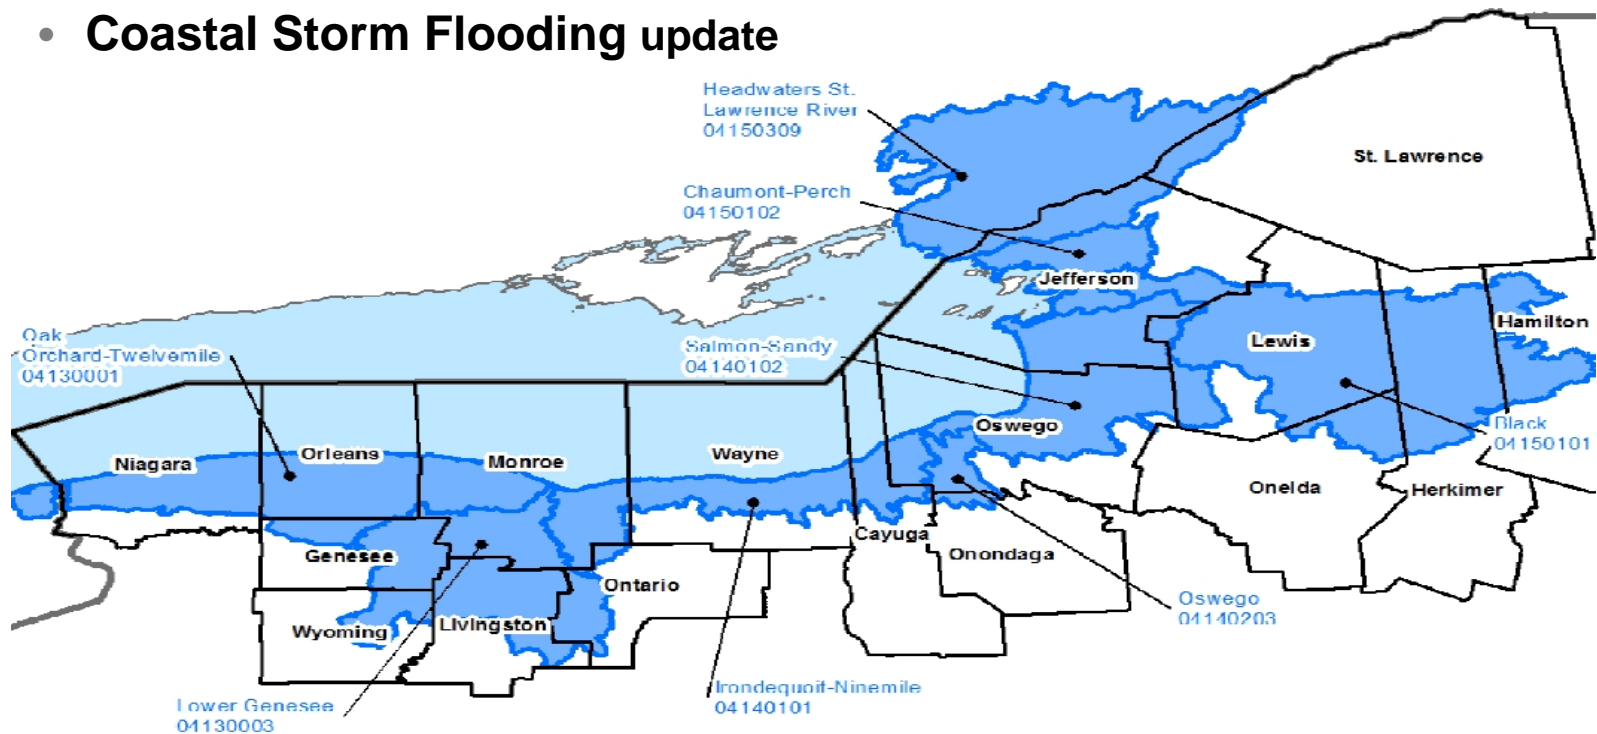 • Coastal Storm Flooding update
Headwaters St.
Lawrence River
04150309
St. Lawrence
Chaumont-Perch
04150102
Jefferson
Oak
Orchard-Twelvemile
04130001
Salmon-Sandy
04140102
Lewis
Hamilton
Black
04150101
Niagara
Orleans
Monroe
Wayne
Oswego
Oneida
Herkimer
Genesee
Cayuga
Onondaga
Ontario
Wyoming
Livingston
Oswego
04140203
Lower Genesee
04130003
Irondequoit-Ninemile
04140101